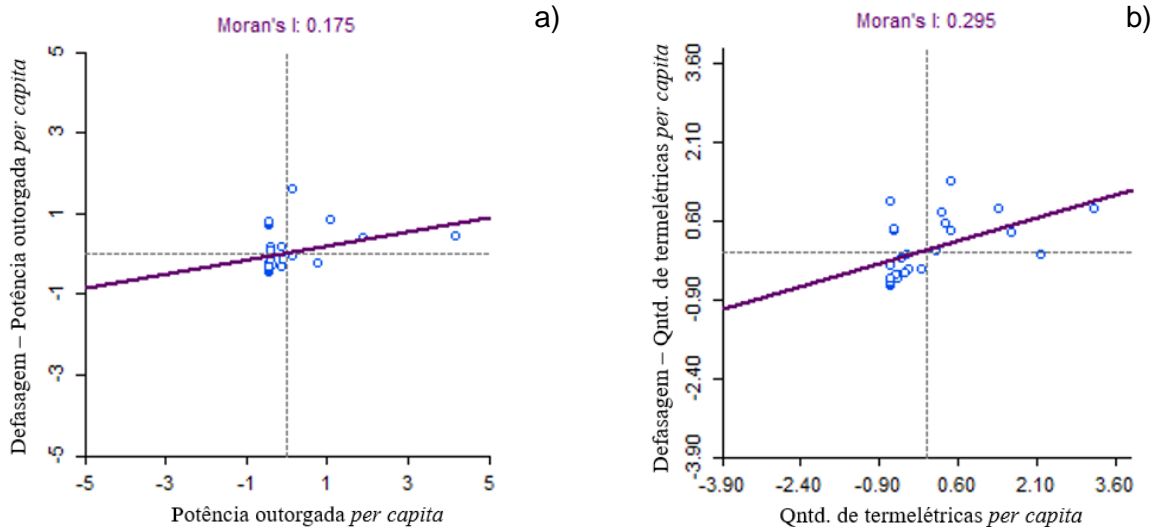 Moran's I: 0.175
a)
Defasagem – Potência outorgada per capita
5
3
1
-1
-3
-5
-5 -3 -1 1 3 5
Potência outorgada per capita
Moran's I: 0.295
b)
Defasagem – Qntd. de termelétricas per capita
3.60
2.10
0.60
-0.90
-2.40
-3.90
-3.90 -2.40 -0.90 0.60 2.10 3.60
Qntd. de termelétricas per capita